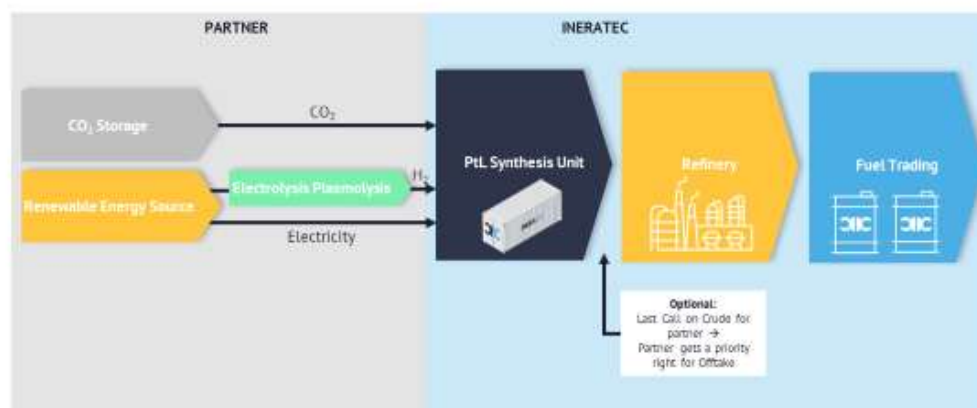 PARTNER
INERATEC
CO₂ Storage
CO₂
PtL Synthesis Unit
Refinery
Fuel Trading
Renewable Energy Source
Electrolysis Plasmolysis
H₂
Electricity
Optional:
Last Call on Crude for
partner →
Partner gets a priority
right for Offtake